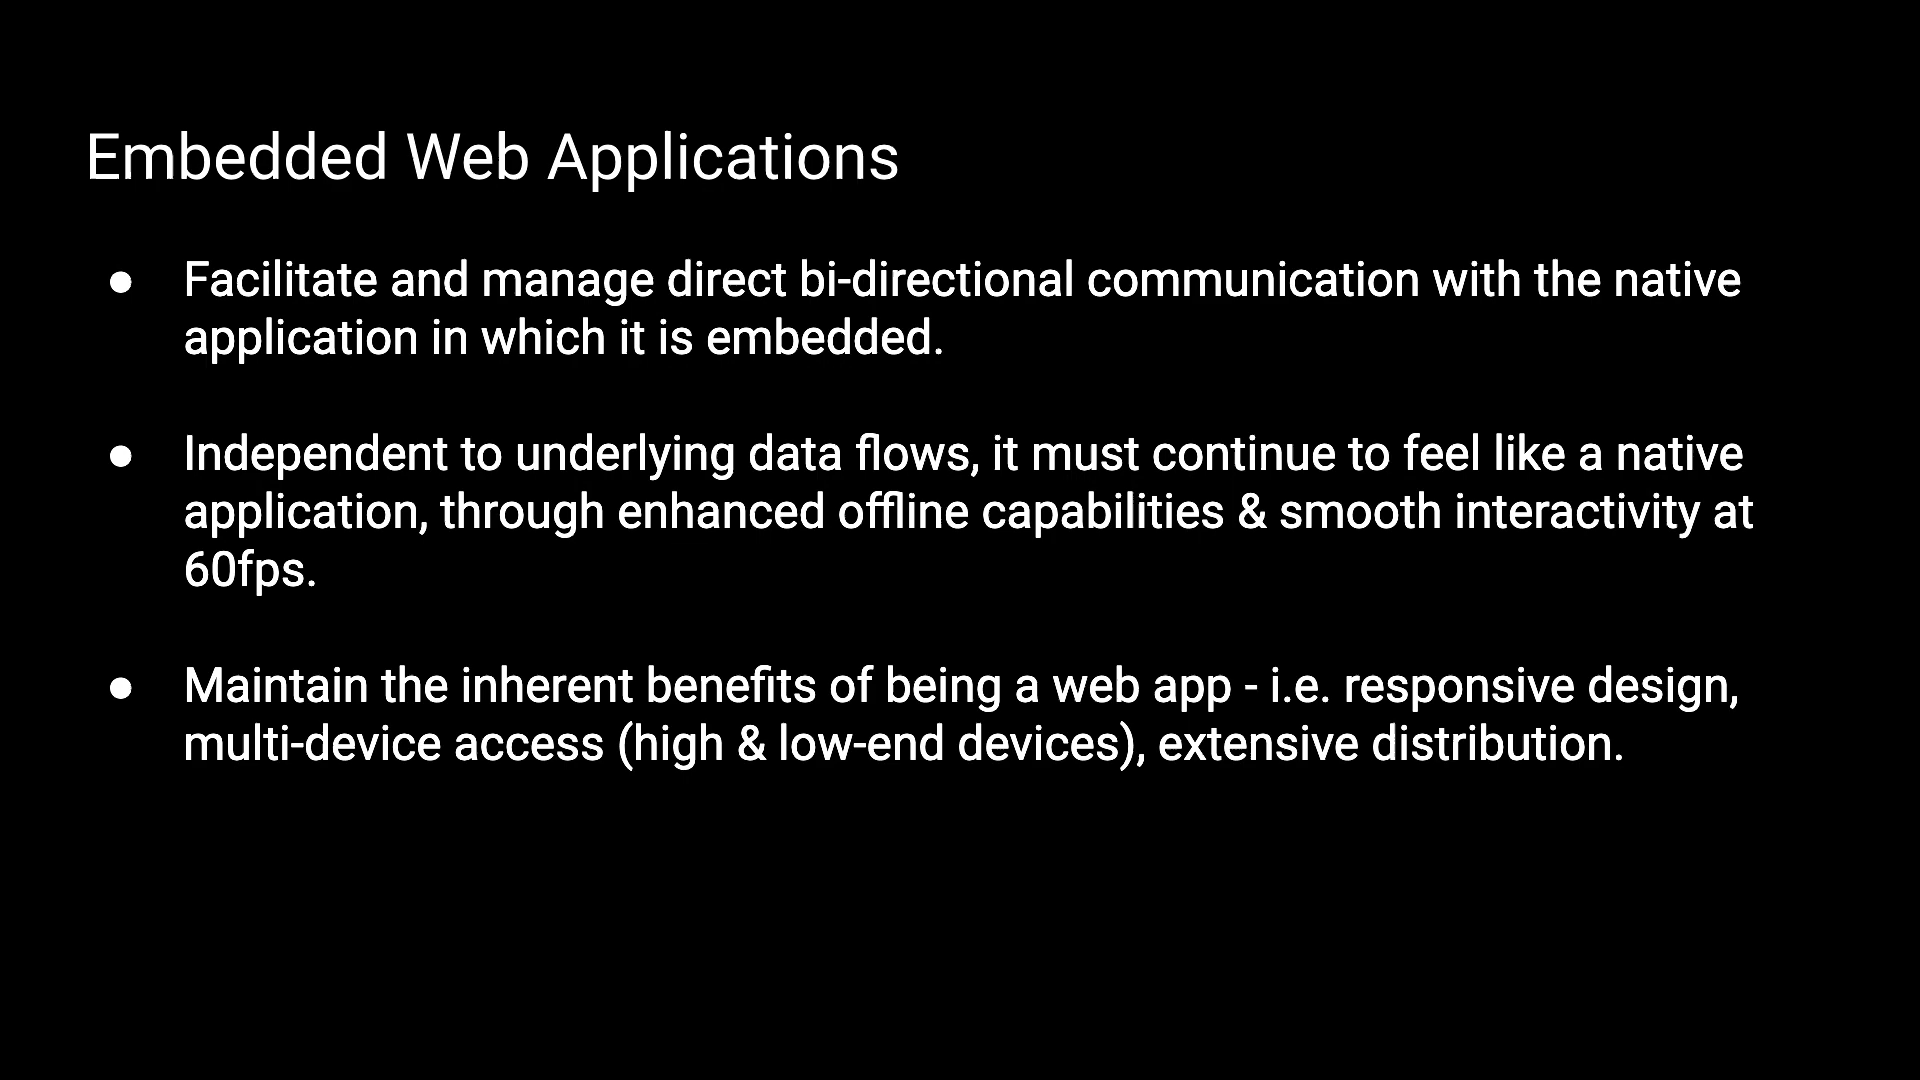 Embedded Web Applications
● Facilitate and manage direct bi-directional communication with the native
application in which it is embedded.
● Independent to underlying data flows, it must continue to feel like a native
application, through enhanced offline capabilities & smooth interactivity at
60fps.
● Maintain the inherent benefits of being a web app - i.e. responsive design,
multi-device access (high & low-end devices), extensive distribution.